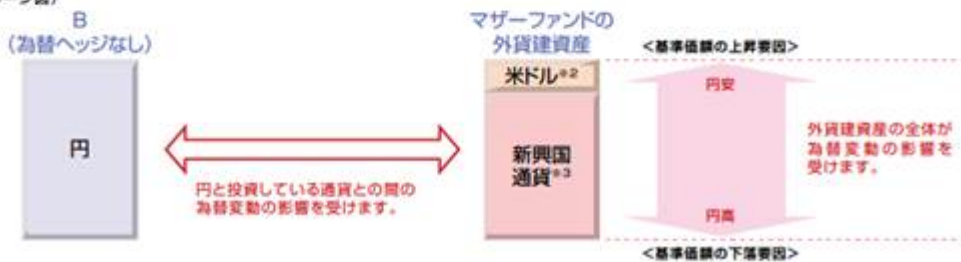 B
(為替ヘッジなし)
円
円と投資している通貨との間の
為替変動の影響を受けます。
マザーファンドの
外貨建資産
米ドル※2
新興国
通貨※3
<基準価額の上昇要因>
円安
外貨建資産の全体が
為替変動の影響を
受けます。
円高
<基準価額の下落要因>